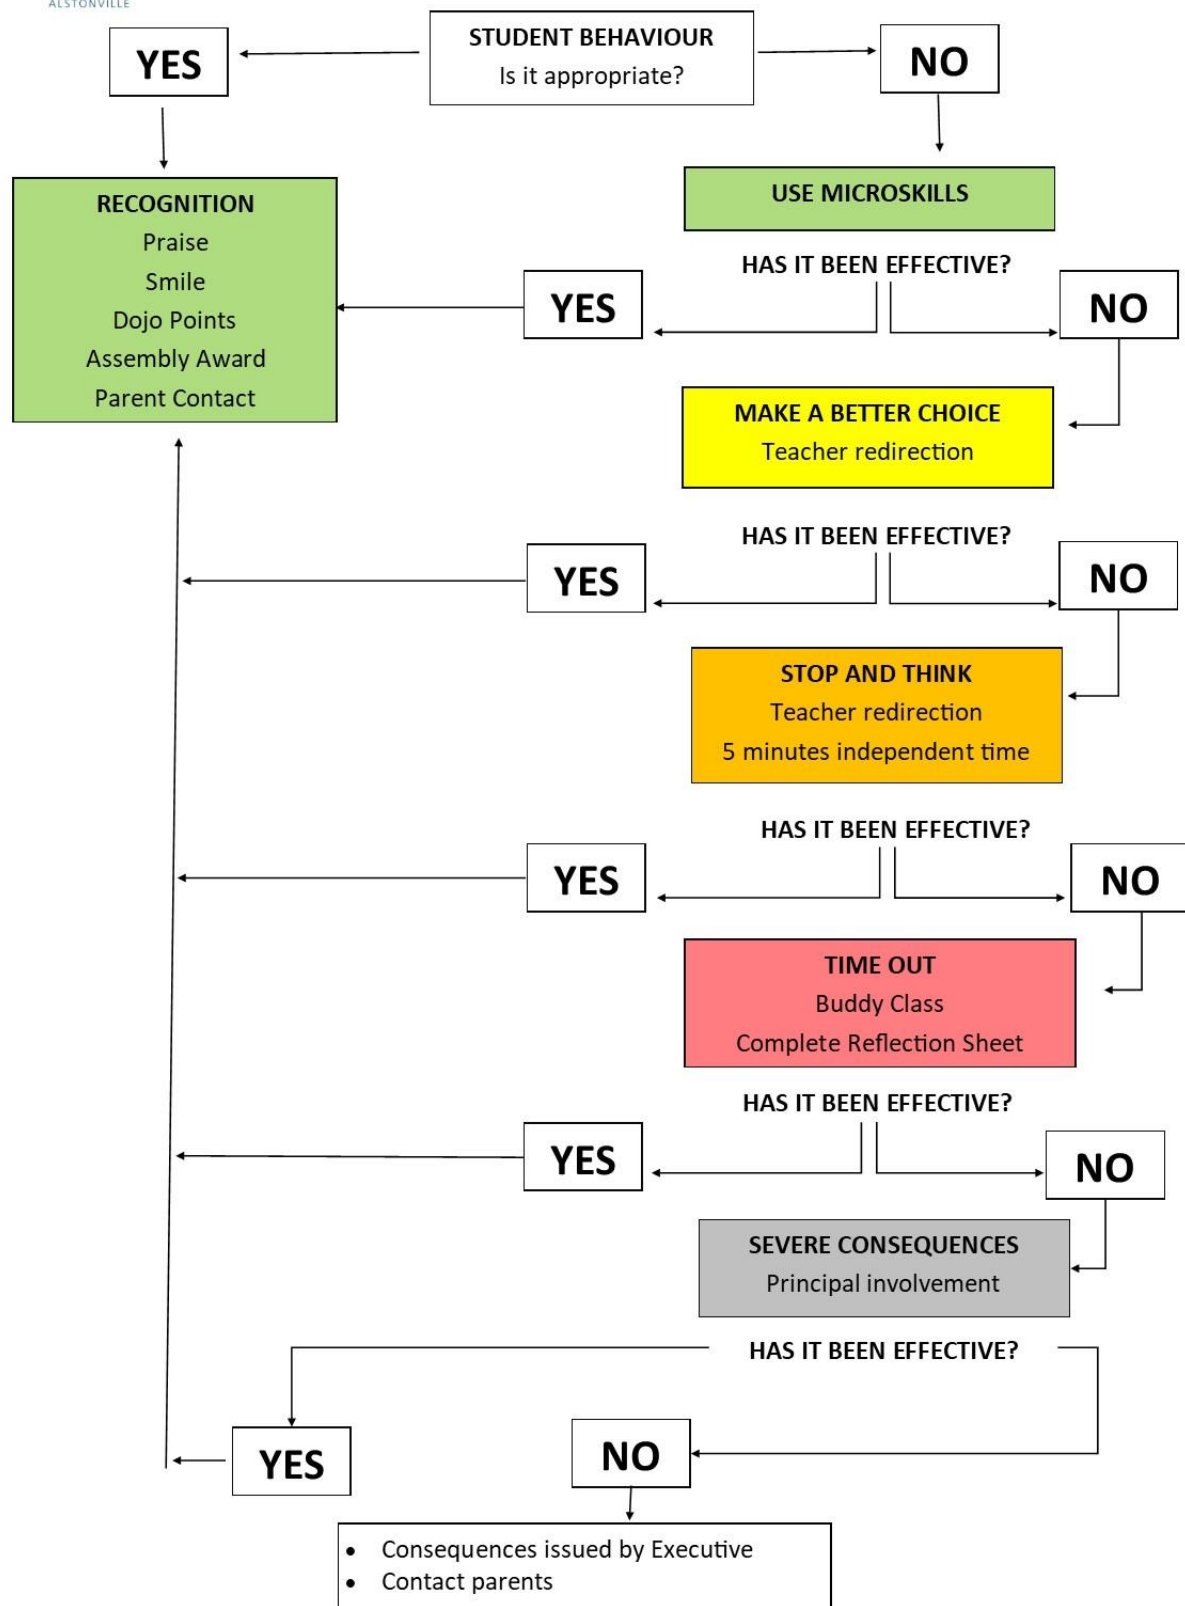 ALSTONVILLE
STUDENT BEHAVIOUR
Is it appropriate?
YES
NO
RECOGNITION
Praise
Smile
Dojo Points
Assembly Award
Parent Contact
USE MICROSKILLS
HAS IT BEEN EFFECTIVE?
YES
NO
MAKE A BETTER CHOICE
Teacher redirection
HAS IT BEEN EFFECTIVE?
YES
NO
STOP AND THINK
Teacher redirection
5 minutes independent time
HAS IT BEEN EFFECTIVE?
YES
NO
TIME OUT
Buddy Class
Complete Reflection Sheet
HAS IT BEEN EFFECTIVE?
YES
NO
SEVERE CONSEQUENCES
Principal involvement
HAS IT BEEN EFFECTIVE?
YES
NO
• Consequences issued by Executive
• Contact parents